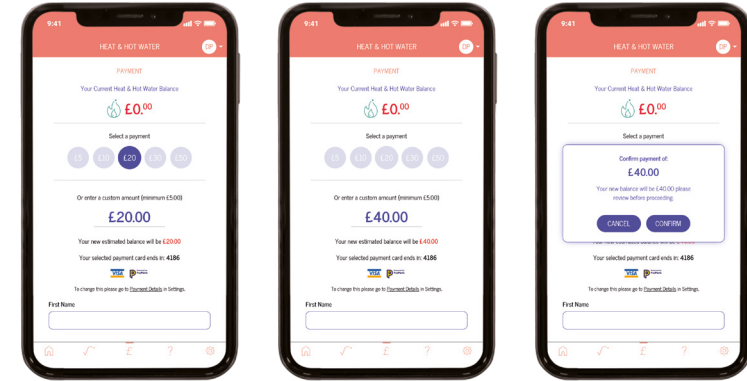 9:41
HEAT & HOT WATER
DP
PAYMENT
Your Current Heat & Hot Water Balance
£0.00
Select a payment
£5 £10 £20 £30 £50
Or enter a custom amount (minimum £5.00)
£20.00
Your new estimated balance will be £20.00
Your selected payment card ends in: 4186
VISA
To change this please go to Payment Details in Settings.
First Name
£ ?
9:41
HEAT & HOT WATER
DP
PAYMENT
Your Current Heat & Hot Water Balance
£0.00
Select a payment
£5 £10 £20 £30 £50
Or enter a custom amount (minimum £5.00)
£40.00
Your new estimated balance will be £40.00
Your selected payment card ends in: 4186
VISA
To change this please go to Payment Details in Settings.
First Name
£ ?
9:41
HEAT & HOT WATER
DP
PAYMENT
Your Current Heat & Hot Water Balance
£0.00
Select a payment
Confirm payment of:
£40.00
Your new balance will be £40.00 please
review before proceeding.
CANCEL CONFIRM
Your selected payment card ends in: 4186
VISA
To change this please go to Payment Details in Settings.
First Name
£ ?